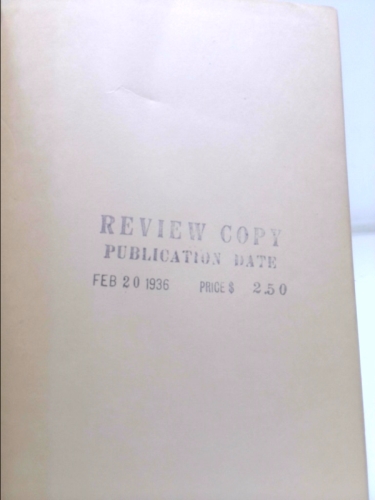 REVIEW COPY
PUBLICATION DATE
FEB 20 1936 PRICE $ 2.50